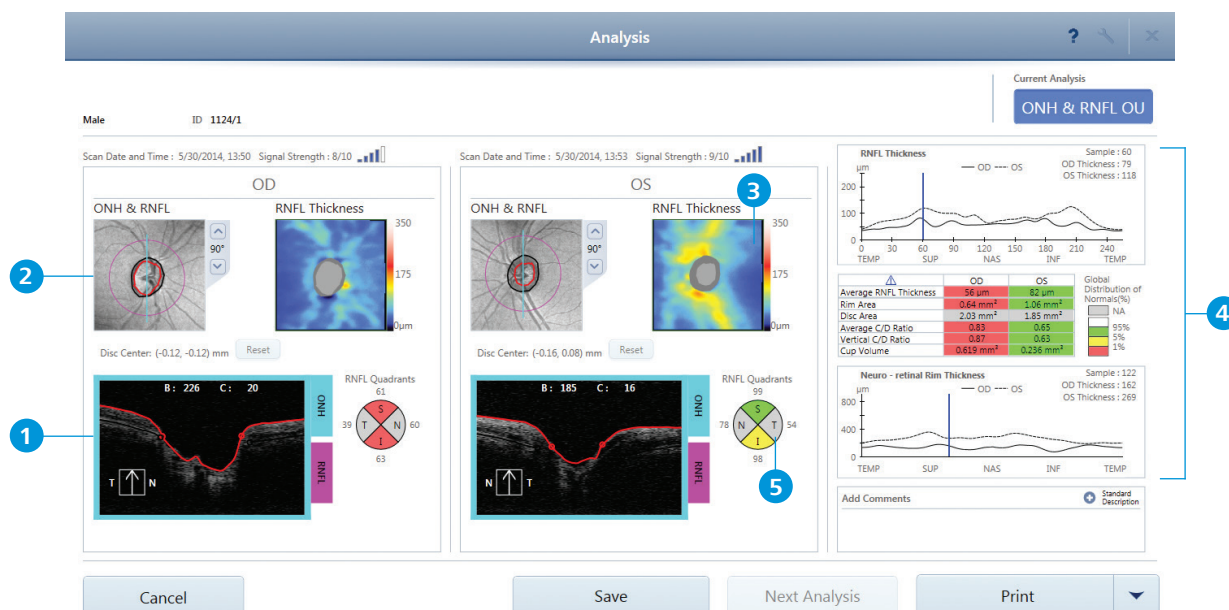 Analysis
?
Current Analysis
ONH & RNFL OU
Male ID 1124/1
Scan Date and Time : 5/30/2014, 13:50 Signal Strength : 8/10
OD
ONH & RNFL
90°
RNFL Thickness
350
175
0µm
2
Disc Center: (-0.12, -0.12) mm
Reset
B: 226 C: 20
T N
ONH
RNFL
RNFL Quadrants
61
S
39 T N 60
I
63
1
Scan Date and Time : 5/30/2014, 13:53 Signal Strength : 9/10
OS
ONH & RNFL
90°
RNFL Thickness
3
350
175
0µm
Disc Center: (-0.16, 0.08) mm
Reset
B: 185 C: 16
N T
ONH
RNFL
RNFL Quadrants
99
S
78 N T 54
I
98
5
RNFL Thickness
Sample : 60
µm
OD OS
OD Thickness : 79
OS Thickness : 118
200
100
0
0 30 60 90 120 150 180 210 240
TEMP SUP NAS INF TEMP
OD OS
Average RNFL Thickness 56 µm 82 µm
Rim Area 0.64 mm² 1.06 mm²
Disc Area 2.03 mm² 1.85 mm²
Average C/D Ratio 0.83 0.65
Vertical C/D Ratio 0.87 0.63
Cup Volume 0.619 mm³ 0.236 mm³
Global
Distribution of
Normals(%)
NA
95%
5%
1%
4
Neuro - retinal Rim Thickness
Sample : 122
µm
OD OS
OD Thickness : 162
OS Thickness : 269
800
400
0
TEMP SUP NAS INF TEMP
Add Comments
Standard
Description
Cancel
Save
Next Analysis
Print